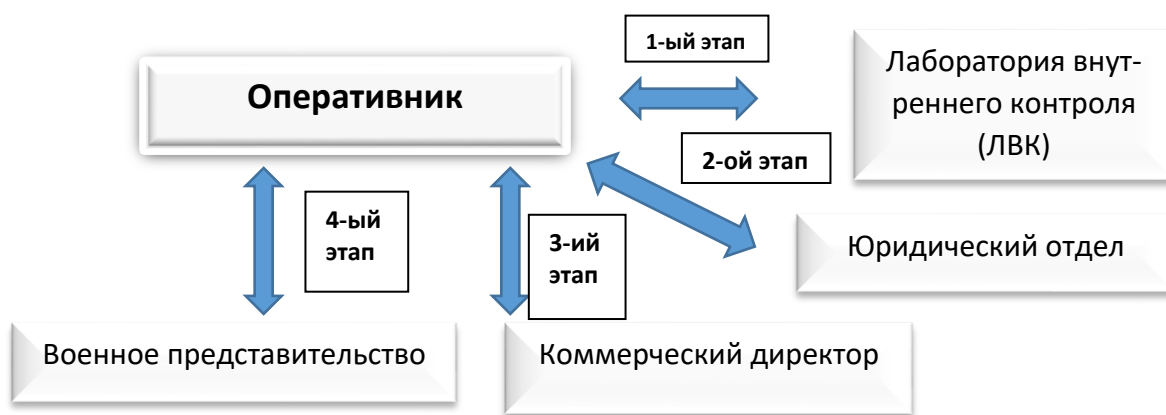 1-ый этап
Оперативник
Лаборатория внут-
реннего контроля
(ЛВК)
2-ой этап
4-ый
этап
3-ий
этап
Юридический отдел
Военное представительство
Коммерческий директор